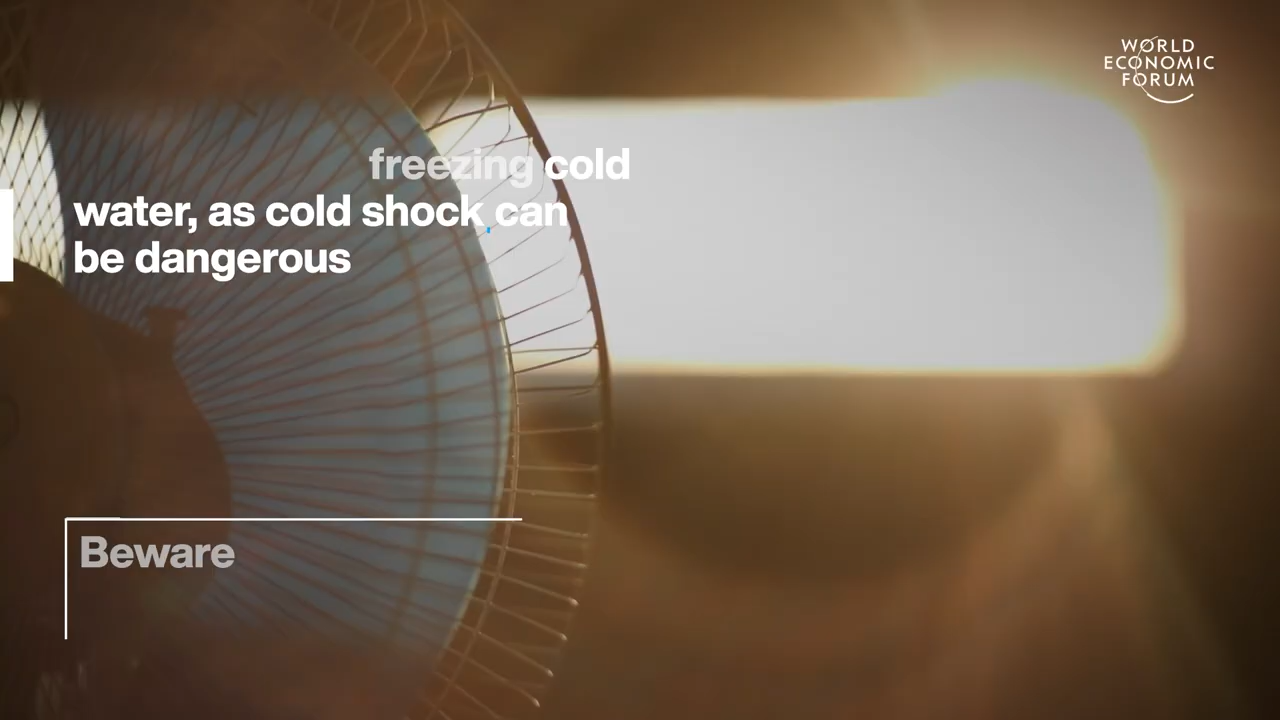 WORLD
ECONOMIC
FORUM
freezing cold
water, as cold shock can
be dangerous
Beware